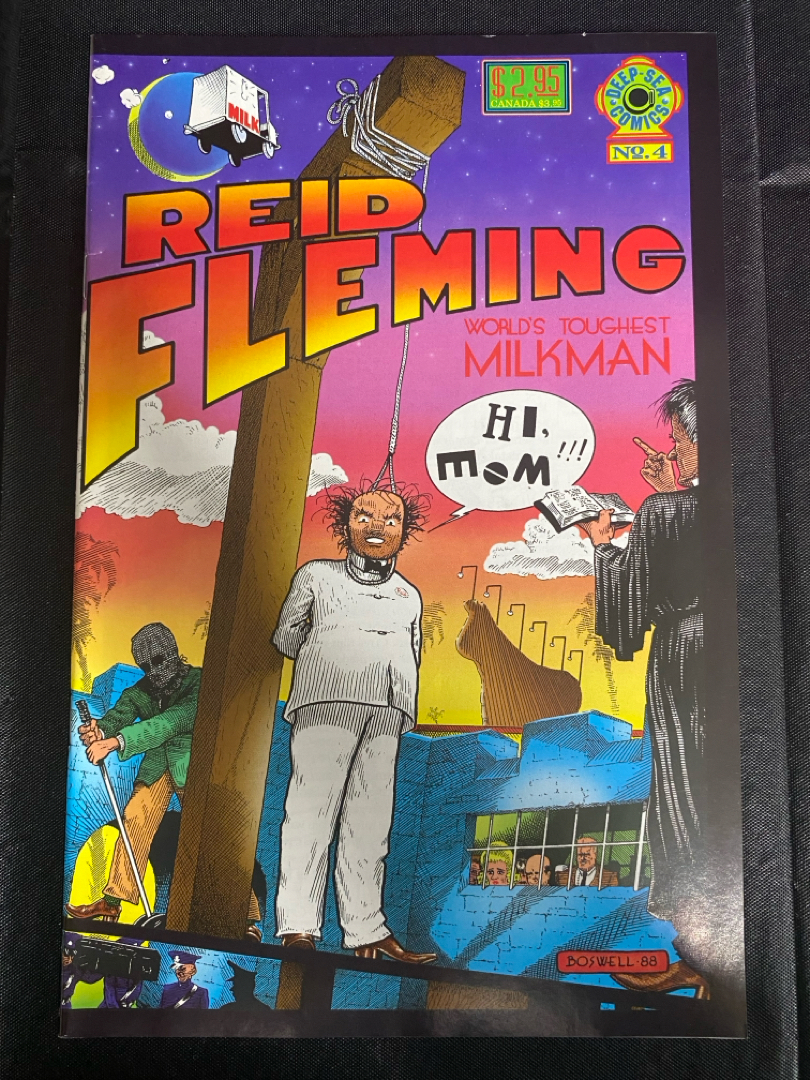 MILK
$2.95
CANADA $3.95
DEEP-SEA
COMICS
No. 4
REID
FLEMING
WORLD'S TOUGHEST
MILKMAN
HI,
MOM !!!
BOSWELL-88